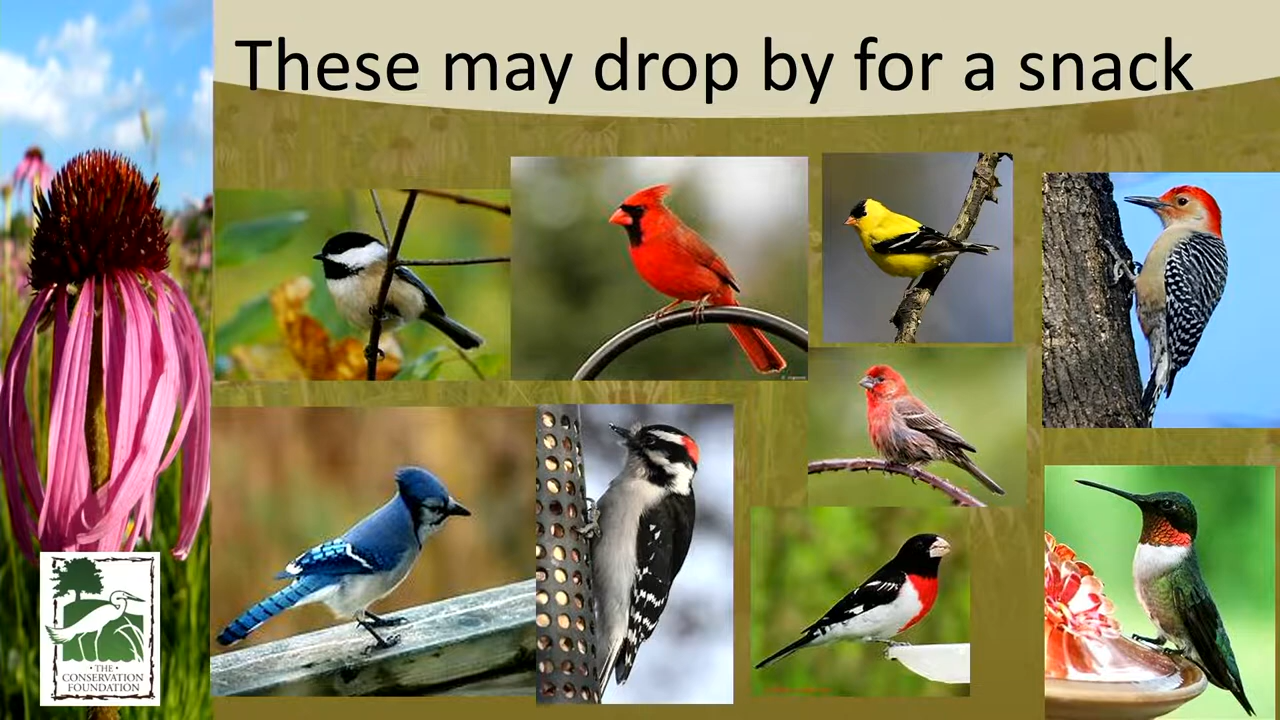 These may drop by for a snack
· THE ·
CONSERVATION
FOUNDATION